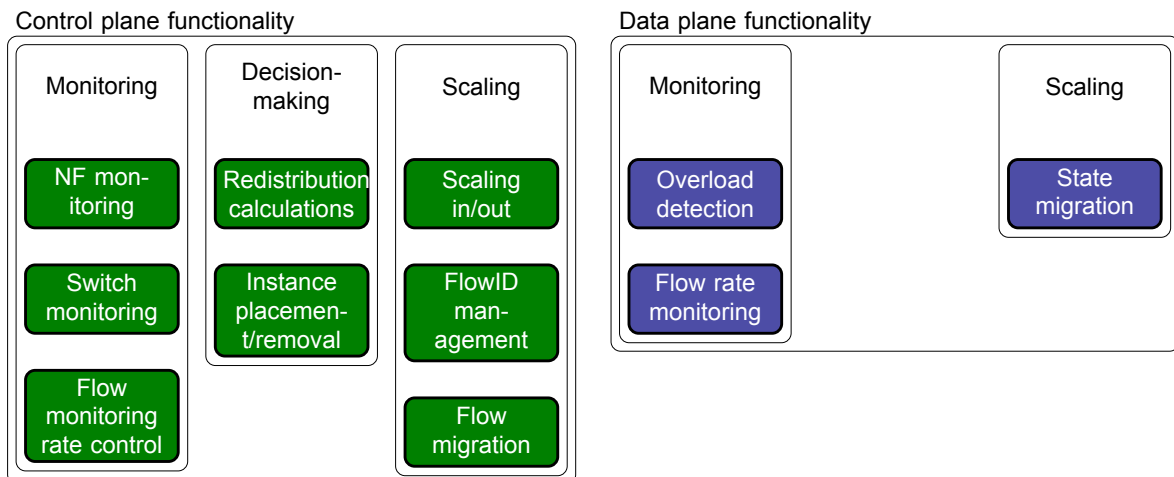 Control plane functionality
Monitoring
NF mon-
itoring
Switch
monitoring
Flow
monitoring
rate control
Decision-
making
Redistribution
calculations
Instance
placemen-
t/removal
Scaling
Scaling
in/out
FlowID
man-
agement
Flow
migration
Data plane functionality
Monitoring
Overload
detection
Flow rate
monitoring
Scaling
State
migration